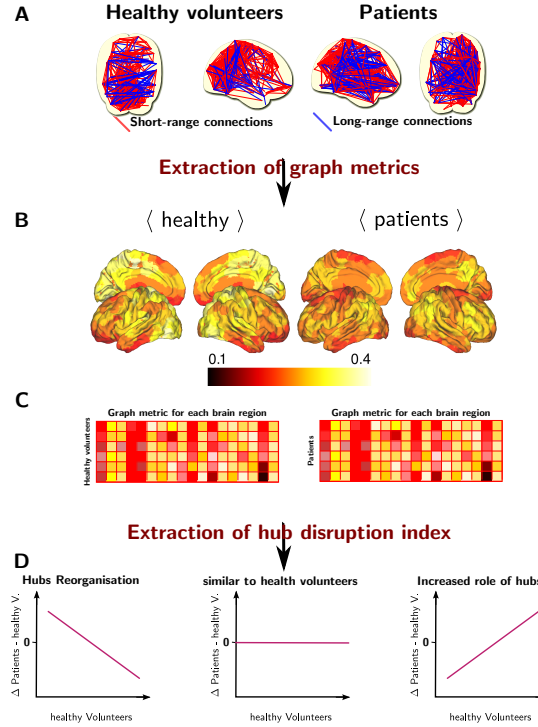 A
Healthy volunteers
Patients
Short-range connections
Long-range connections
Extraction of graph metrics
B
⟨ healthy ⟩
⟨ patients ⟩
0.1
0.4
C
Graph metric for each brain region
Graph metric for each brain region
Healthy volunteers
Patients
Extraction of hub disruption index
D
Hubs Reorganisation
similar to health volunteers
Increased role of hubs
Δ Patients - healthy V.
0
healthy Volunteers
Δ Patients - healthy V.
0
healthy Volunteers
Δ Patients - healthy V.
0
healthy Volunteers